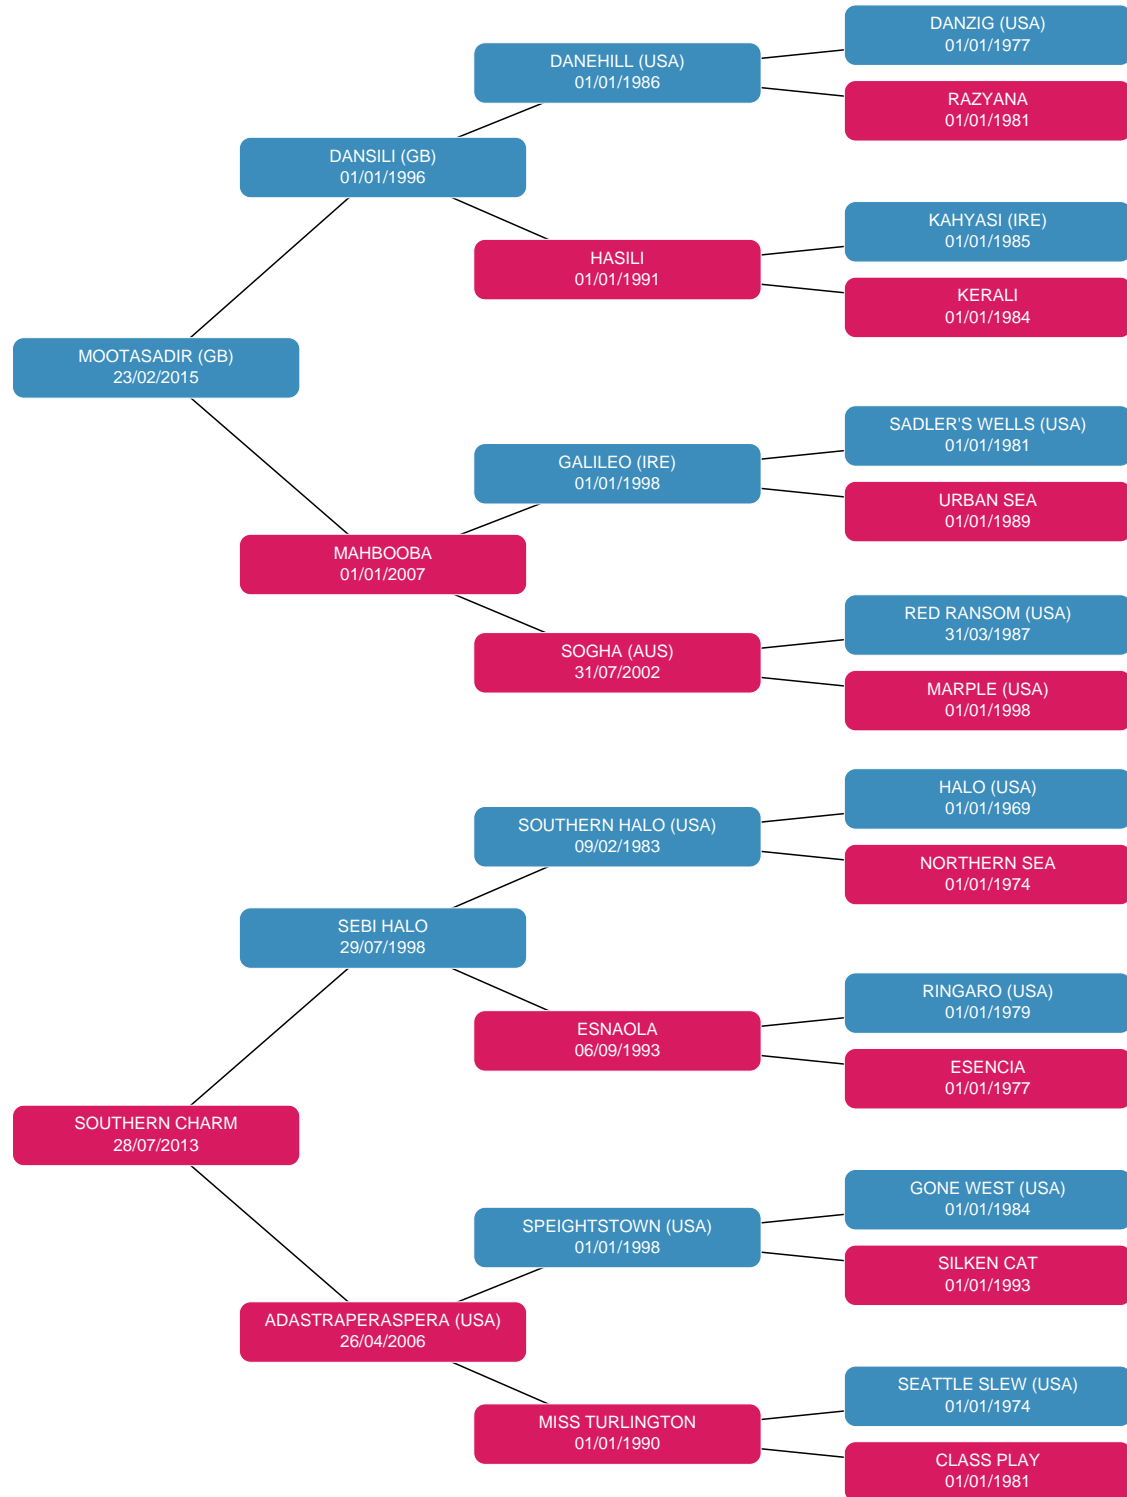 DANZIG (USA)
01/01/1977
DANEHILL (USA)
01/01/1986
RAZYANA
01/01/1981
DANSILI (GB)
01/01/1996
KAHYASI (IRE)
01/01/1985
HASILI
01/01/1991
KERALI
01/01/1984
MOOTASADIR (GB)
23/02/2015
SADLER'S WELLS (USA)
01/01/1981
GALILEO (IRE)
01/01/1998
URBAN SEA
01/01/1989
MAHBOOBA
01/01/2007
RED RANSOM (USA)
31/03/1987
SOGHA (AUS)
31/07/2002
MARPLE (USA)
01/01/1998
HALO (USA)
01/01/1969
SOUTHERN HALO (USA)
09/02/1983
NORTHERN SEA
01/01/1974
SEBI HALO
29/07/1998
RINGARO (USA)
01/01/1979
ESNAOLA
06/09/1993
ESENCIA
01/01/1977
SOUTHERN CHARM
28/07/2013
GONE WEST (USA)
01/01/1984
SPEIGHTSTOWN (USA)
01/01/1998
SILKEN CAT
01/01/1993
ADASTRAPERASPERA (USA)
26/04/2006
SEATTLE SLEW (USA)
01/01/1974
MISS TURLINGTON
01/01/1990
CLASS PLAY
01/01/1981